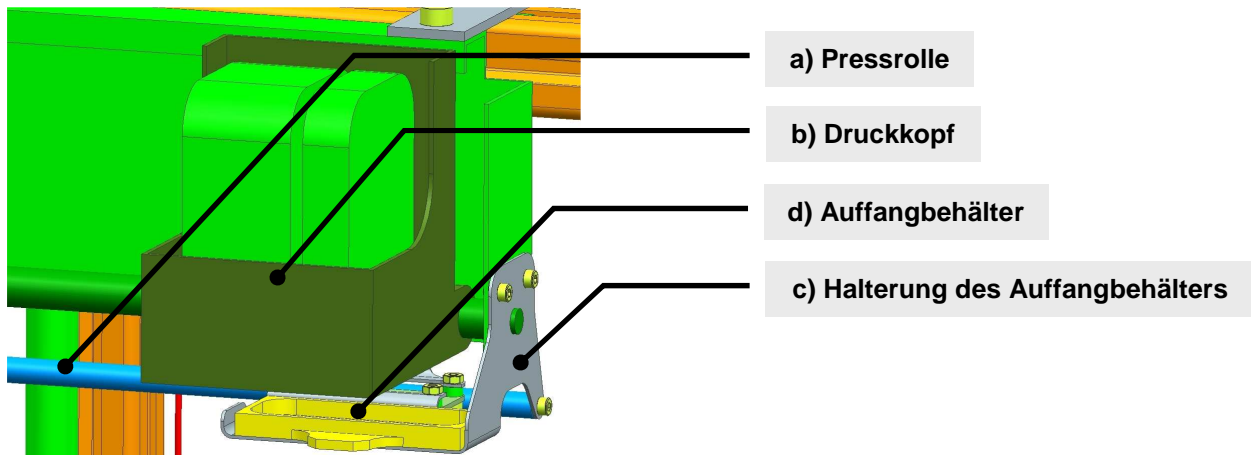 a) Pressrolle
b) Druckkopf
d) Auffangbehälter
c) Halterung des Auffangbehälters